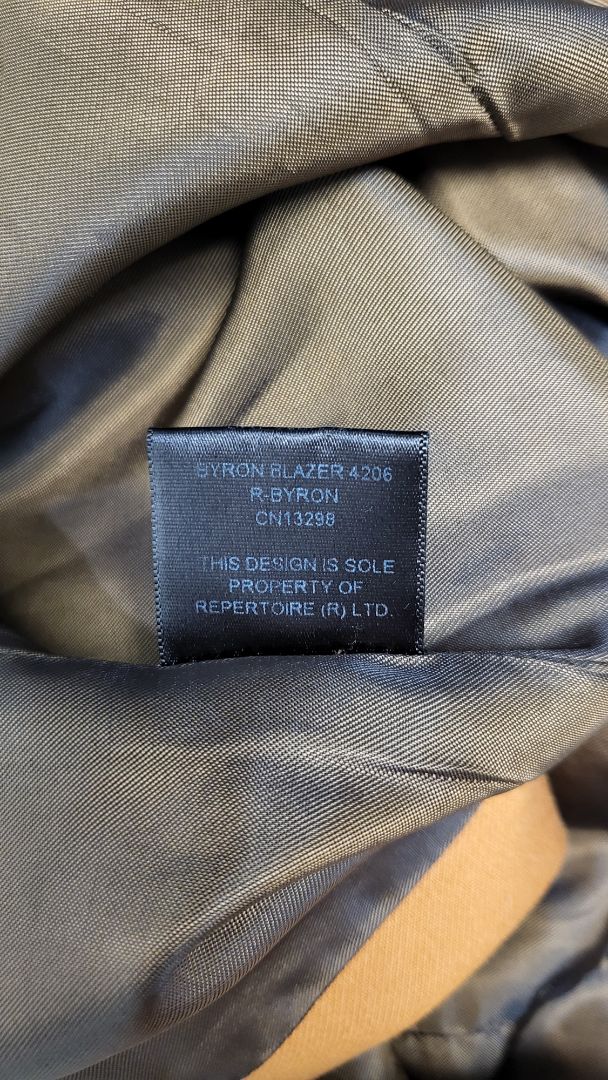 BYRON BLAZER 4206
R-BYRON
CN13298
THIS DESIGN IS SOLE
PROPERTY OF
REPERTOIRE (R) LTD.